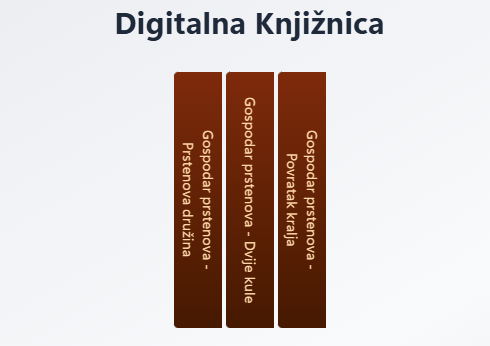 Digitalna Knjižnica
Gospodar prstenova -
Prstenova družina
Gospodar prstenova - Dvije kule
Gospodar prstenova -
Povratak kralja